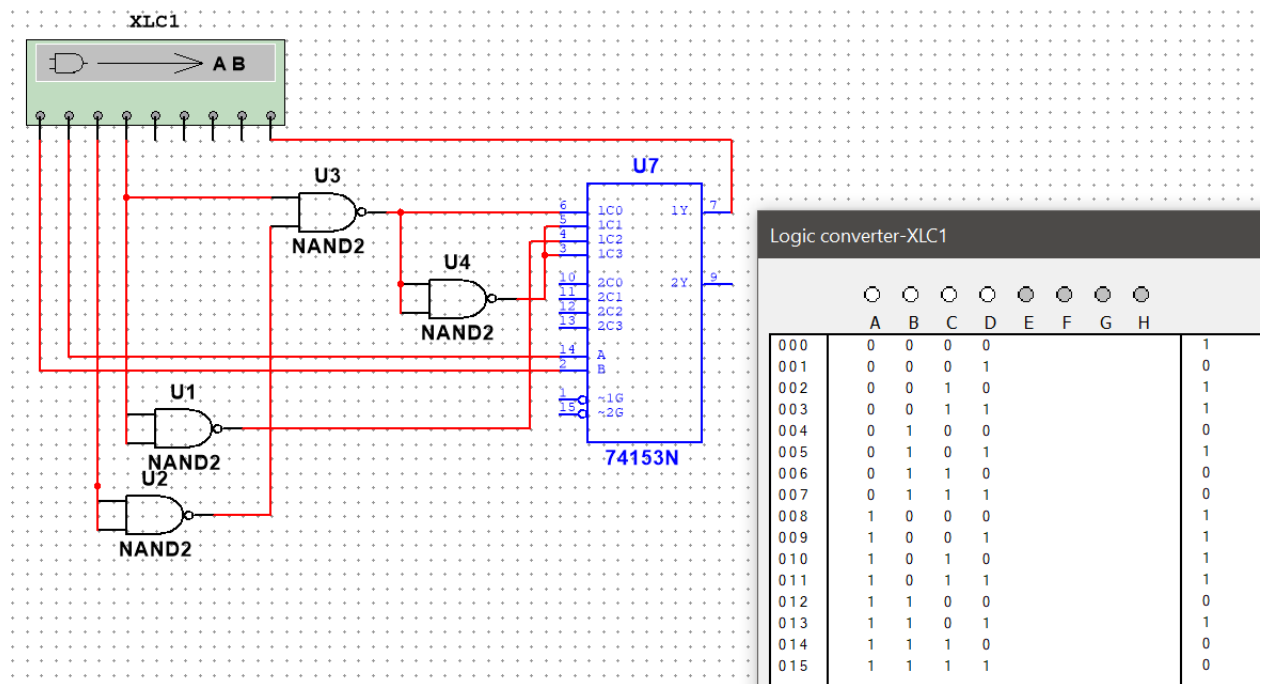 XLC1
A B
U3
NAND2
U4
NAND2
U1
NAND2
U2
NAND2
U7
6 1C0 1Y 7
5 1C1
4 1C2
3 1C3
10 2C0 2Y 9
11 2C1
12 2C2
13 2C3
14 A
2 B
1 ~1G
15 ~2G
74153N
Logic converter-XLC1
A B C D E F G H
000 0 0 0 0 1
001 0 0 0 1 0
002 0 0 1 0 1
003 0 0 1 1 1
004 0 1 0 0 0
005 0 1 0 1 1
006 0 1 1 0 0
007 0 1 1 1 0
008 1 0 0 0 1
009 1 0 0 1 1
010 1 0 1 0 1
011 1 0 1 1 1
012 1 1 0 0 0
013 1 1 0 1 1
014 1 1 1 0 0
015 1 1 1 1 0